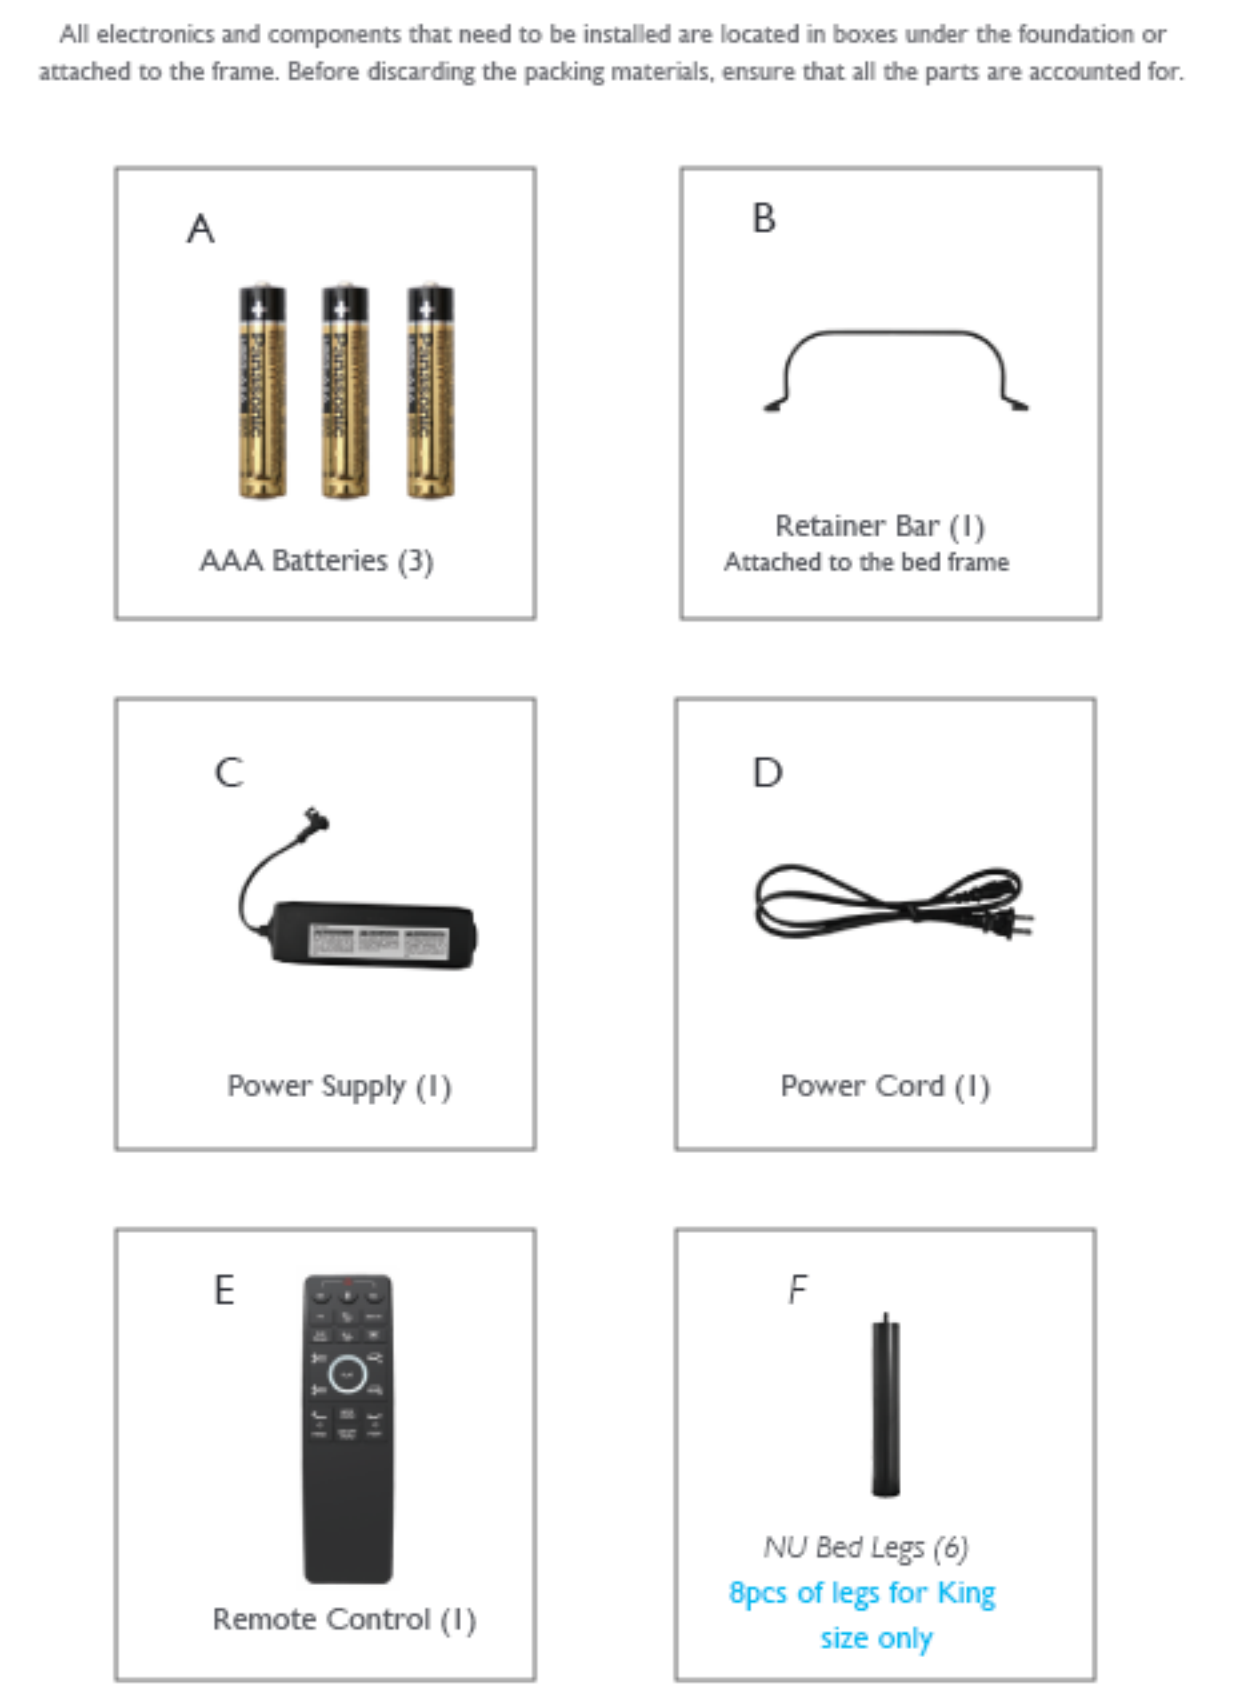 All electronics and components that need to be installed are located in boxes under the foundation or
attached to the frame. Before discarding the packing materials, ensure that all the parts are accounted for.
A
+ + +
Panasonic Panasonic Panasonic
AAA Batteries (3)
B
Retainer Bar (1)
Attached to the bed frame
C
Power Supply (1)
D
Power Cord (1)
E
Remote Control (1)
F
NU Bed Legs (6)
8pcs of legs for King
size only